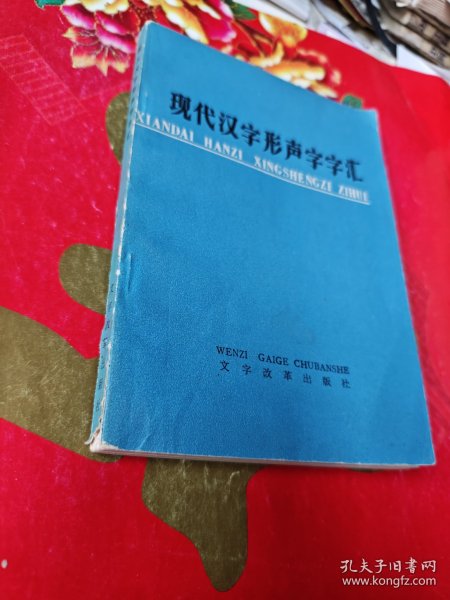 现代汉字形声字字汇
XIANDAI HANZI XINGSHENGZI ZIHUI
WENZI GAIGE CHUBANSHE
文字改革出版社
孔夫子旧书网
www.kongfz.com